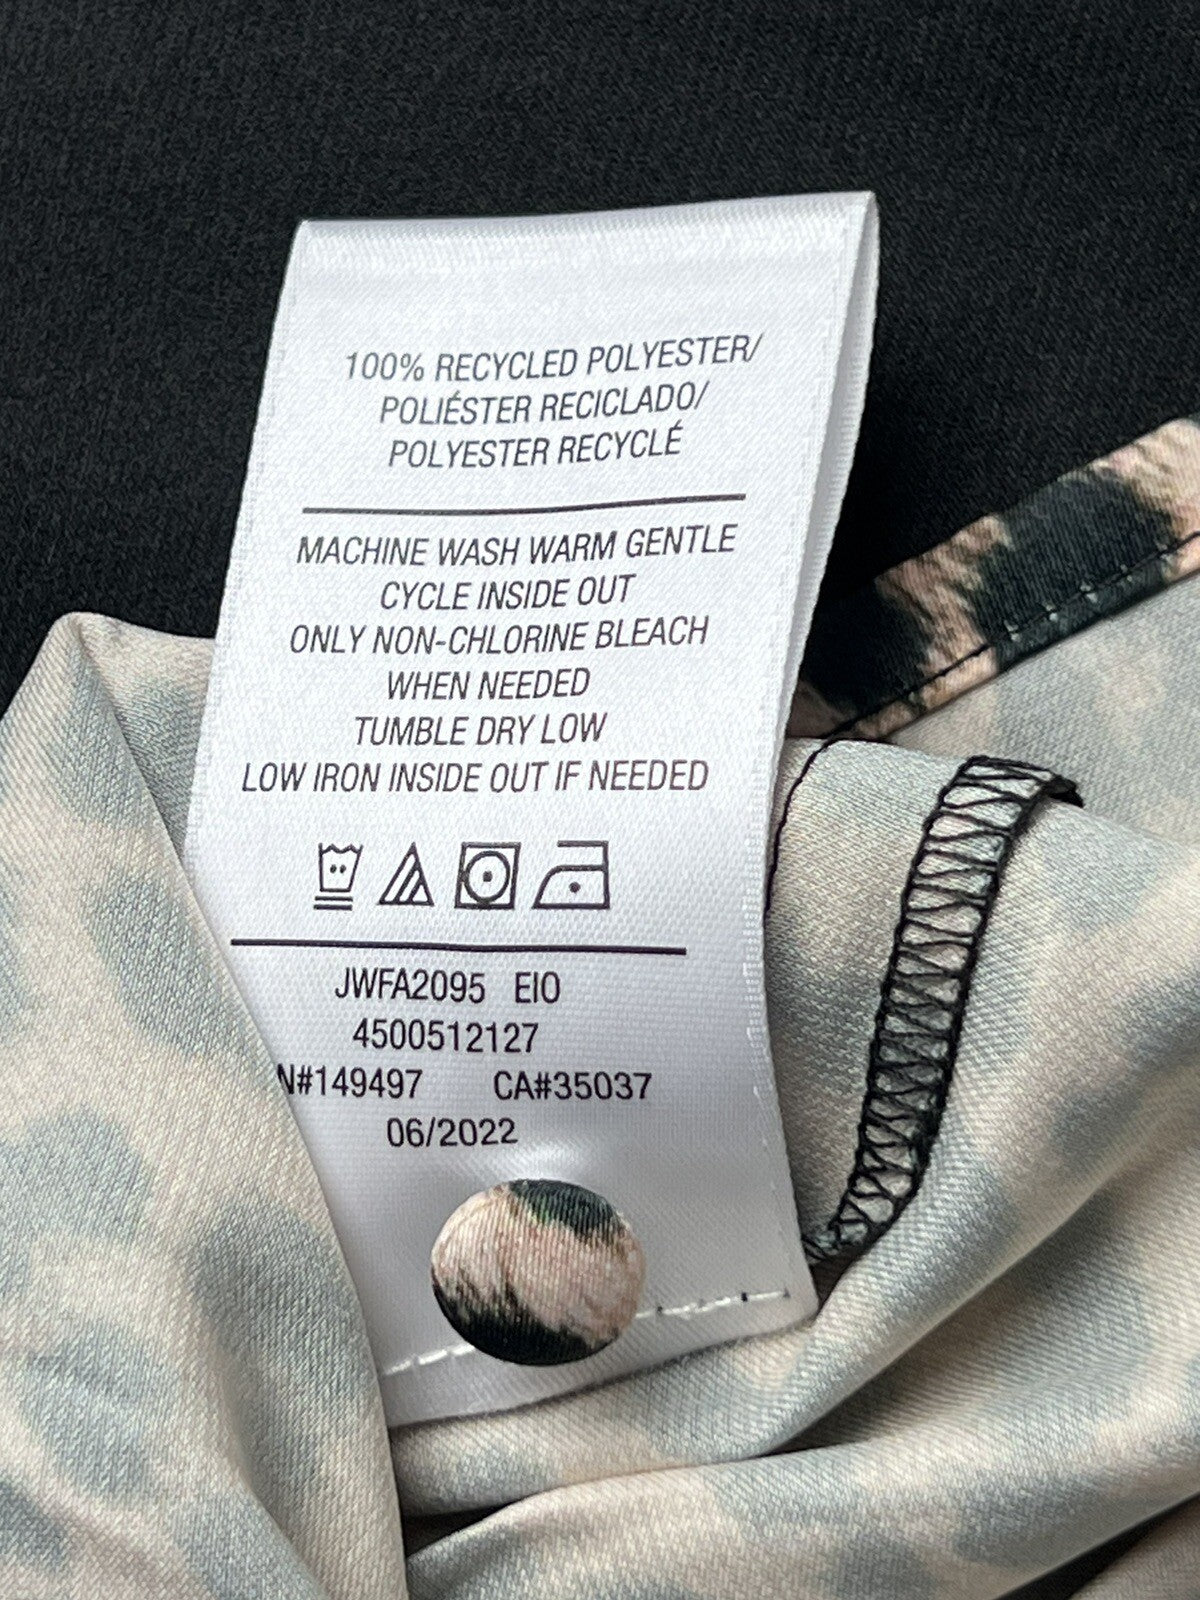 100% RECYCLED POLYESTER/
POLIÉSTER RECICLADO/
POLYESTER RECYCLÉ
MACHINE WASH WARM GENTLE
CYCLE INSIDE OUT
ONLY NON-CHLORINE BLEACH
WHEN NEEDED
TUMBLE DRY LOW
LOW IRON INSIDE OUT IF NEEDED
JWFA2095 EIO
4500512127
N#149497 CA#35037
06/2022